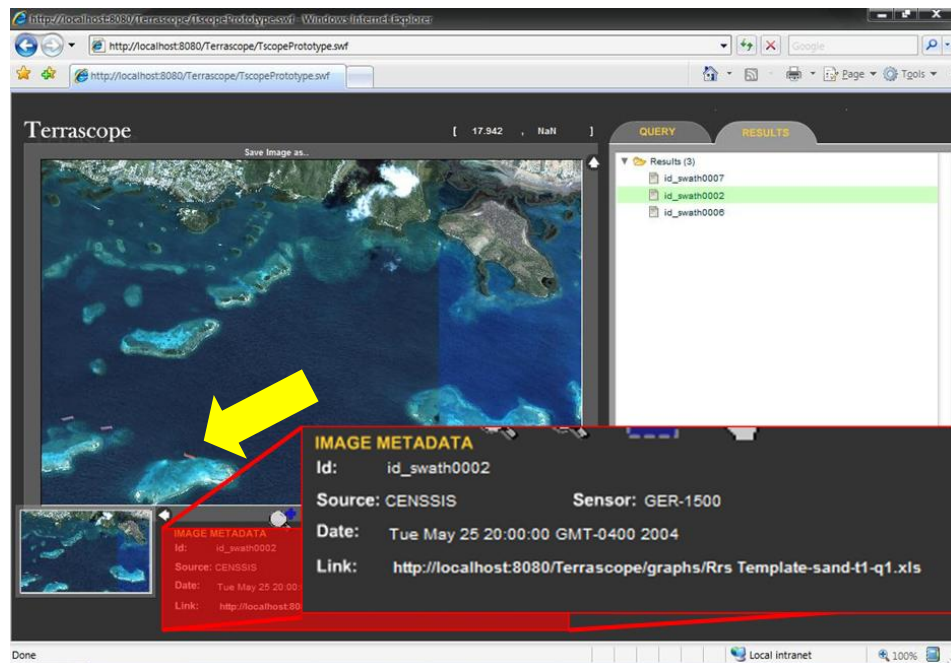 http://localhost:8080/Terrascope/TscopePrototype.swf - Windows Internet Explorer
http://localhost:8080/Terrascope/TscopePrototype.swf
Google
http://localhost:8080/Terrascope/TscopePrototype.swf
Page
Tools
Terrascope
[ 17.942 , NaN ]
QUERY
RESULTS
Save Image as..
Results (3)
id_swath0007
id_swath0002
id_swath0006
IMAGE METADATA
Id: id_swath0002
Source: CENSSIS Sensor: GER-1500
Date: Tue May 25 20:00:00 GMT-0400 2004
Link: http://localhost:8080/Terrascope/graphs/Rrs Template-sand-t1-q1.xls
IMAGE METADATA
Id: id_swath0002
Source: CENSSIS
Date: Tue May 25 20:00:
Link: http://localhost:80
Done
Local intranet
100%